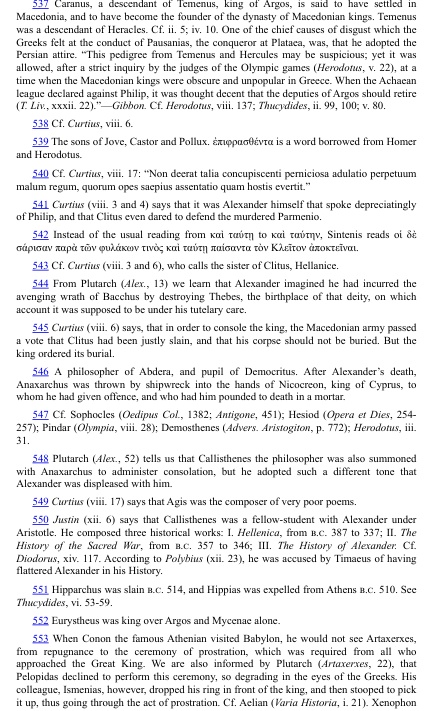 537 Caranus, a descendant of Temenus, king of Argos, is said to have settled in
Macedonia, and to have become the founder of the dynasty of Macedonian kings. Temenus
was a descendant of Heracles. Cf. ii. 5; iv. 10. One of the chief causes of disgust which the
Greeks felt at the conduct of Pausanias, the conqueror at Plataea, was, that he adopted the
Persian attire. “This pedigree from Temenus and Hercules may be suspicious; yet it was
allowed, after a strict inquiry by the judges of the Olympic games (Herodotus, v. 22), at a
time when the Macedonian kings were obscure and unpopular in Greece. When the Achaean
league declared against Philip, it was thought decent that the deputies of Argos should retire
(T. Liv., xxxii. 22).”—Gibbon. Cf. Herodotus, viii. 137; Thucydides, ii. 99, 100; v. 80.
538 Cf. Curtius, viii. 6.
539 The sons of Jove, Castor and Pollux. ἐπιφρασθέντα is a word borrowed from Homer
and Herodotus.
540 Cf. Curtius, viii. 17: “Non deerat talia concupiscenti perniciosa adulatio perpetuum
malum regum, quorum opes saepius assentatio quam hostis evertit.”
541 Curtius (viii. 3 and 4) says that it was Alexander himself that spoke depreciatingly
of Philip, and that Clitus even dared to defend the murdered Parmenio.
542 Instead of the usual reading from καὶ ταύτῃ to καὶ ταύτην, Sintenis reads οἱ δὲ
σάρισαν παρὰ τῶν φυλάκων τινὸς καὶ ταύτῃ παίσαντα τὸν Κλεῖτον ἀποκτεῖναι.
543 Cf. Curtius (viii. 3 and 6), who calls the sister of Clitus, Hellanice.
544 From Plutarch (Alex., 13) we learn that Alexander imagined he had incurred the
avenging wrath of Bacchus by destroying Thebes, the birthplace of that deity, on which
account it was supposed to be under his tutelary care.
545 Curtius (viii. 6) says, that in order to console the king, the Macedonian army passed
a vote that Clitus had been justly slain, and that his corpse should not be buried. But the
king ordered its burial.
546 A philosopher of Abdera, and pupil of Democritus. After Alexander’s death,
Anaxarchus was thrown by shipwreck into the hands of Nicocreon, king of Cyprus, to
whom he had given offence, and who had him pounded to death in a mortar.
547 Cf. Sophocles (Oedipus Col., 1382; Antigone, 451); Hesiod (Opera et Dies, 254-
257); Pindar (Olympia, viii. 28); Demosthenes (Advers. Aristogiton, p. 772); Herodotus, iii.
31.
548 Plutarch (Alex., 52) tells us that Callisthenes the philosopher was also summoned
with Anaxarchus to administer consolation, but he adopted such a different tone that
Alexander was displeased with him.
549 Curtius (viii. 17) says that Agis was the composer of very poor poems.
550 Justin (xii. 6) says that Callisthenes was a fellow-student with Alexander under
Aristotle. He composed three historical works: I. Hellenica, from B.C. 387 to 337; II. The
History of the Sacred War, from B.C. 357 to 346; III. The History of Alexander. Cf.
Diodorus, xiv. 117. According to Polybius (xii. 23), he was accused by Timaeus of having
flattered Alexander in his History.
551 Hipparchus was slain B.C. 514, and Hippias was expelled from Athens B.C. 510. See
Thucydides, vi. 53-59.
552 Eurystheus was king over Argos and Mycenae alone.
553 When Conon the famous Athenian visited Babylon, he would not see Artaxerxes,
from repugnance to the ceremony of prostration, which was required from all who
approached the Great King. We are also informed by Plutarch (Artaxerxes, 22), that
Pelopidas declined to perform this ceremony, so degrading in the eyes of the Greeks. His
colleague, Ismenias, however, dropped his ring in front of the king, and then stooped to pick
it up, thus going through the act of prostration. Cf. Aelian (Varia Historia, i. 21). Xenophon